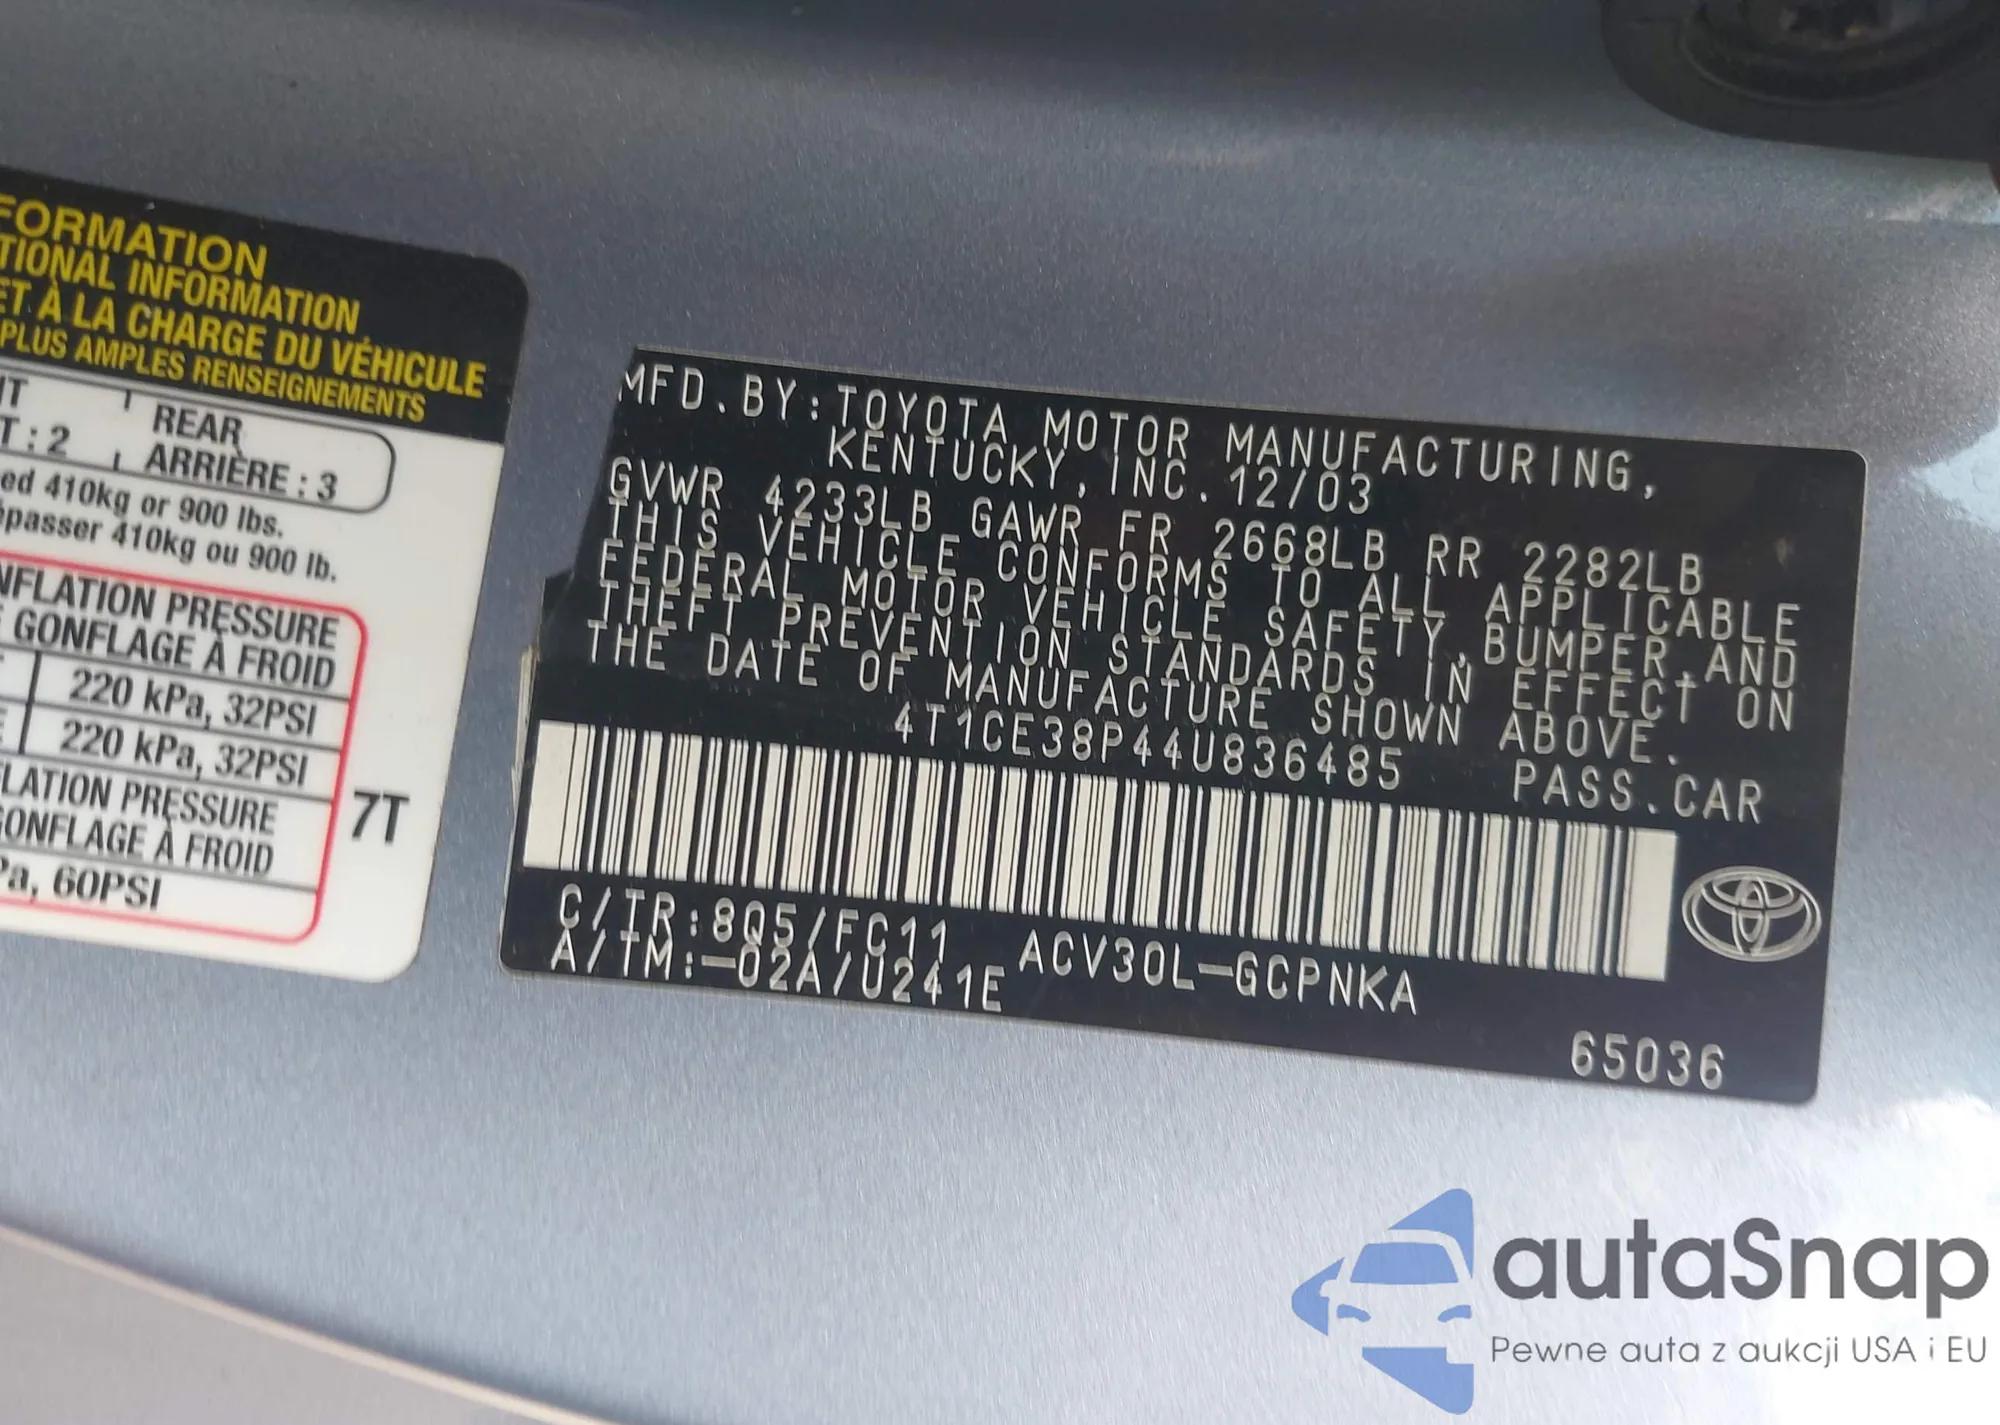 FORMATION
TIONAL INFORMATION
ET À LA CHARGE DU VÉHICULE
PLUS AMPLES RENSEIGNEMENTS
REAR
T : 2 ARRIÈRE : 3
ed 410kg or 900 lbs.
épasser 410kg ou 900 lb.
NFLATION PRESSURE
GONFLAGE À FROID
220 kPa, 32PSI
220 kPa, 32PSI
FLATION PRESSURE
GONFLAGE À FROID
Pa, 60PSI
7T
MFD.BY:TOYOTA MOTOR MANUFACTURING,
KENTUCKY,INC.12/03
GVWR 4233LB GAWR FR 2668LB RR 2282LB
THIS VEHICLE CONFORMS TO ALL APPLICABLE
FEDERAL MOTOR VEHICLE SAFETY,BUMPER,AND
THEFT PREVENTION STANDARDS IN EFFECT ON
THE DATE OF MANUFACTURE SHOWN ABOVE.
4T1CE38P44U836485 PASS.CAR
C/TR:8Q5/FC11 ACV30L-GCPNKA
A/TM:-02A/U241E
65036
autaSnap
Pewne auta z aukcji USA i EU